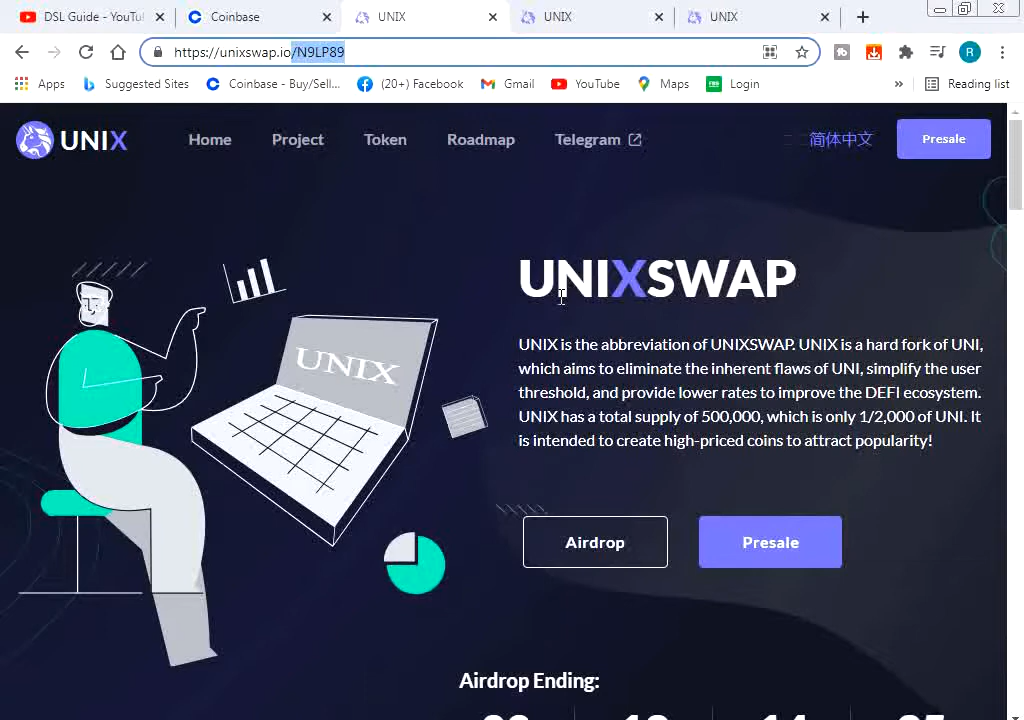 DSL Guide - YouTu
Coinbase
UNIX
UNIX
UNIX
https://unixswap.io/N9LP89
R
Apps
Suggested Sites
Coinbase - Buy/Sell...
(20+) Facebook
Gmail
YouTube
Maps
Login
»
Reading list
UNIX
Home
Project
Token
Roadmap
Telegram
简体中文
Presale
UNIX
UNIXSWAP
UNIX is the abbreviation of UNIXSWAP. UNIX is a hard fork of UNI,
which aims to eliminate the inherent flaws of UNI, simplify the user
threshold, and provide lower rates to improve the DEFI ecosystem.
UNIX has a total supply of 500,000, which is only 1/2,000 of UNI. It
is intended to create high-priced coins to attract popularity!
Airdrop
Presale
Airdrop Ending: